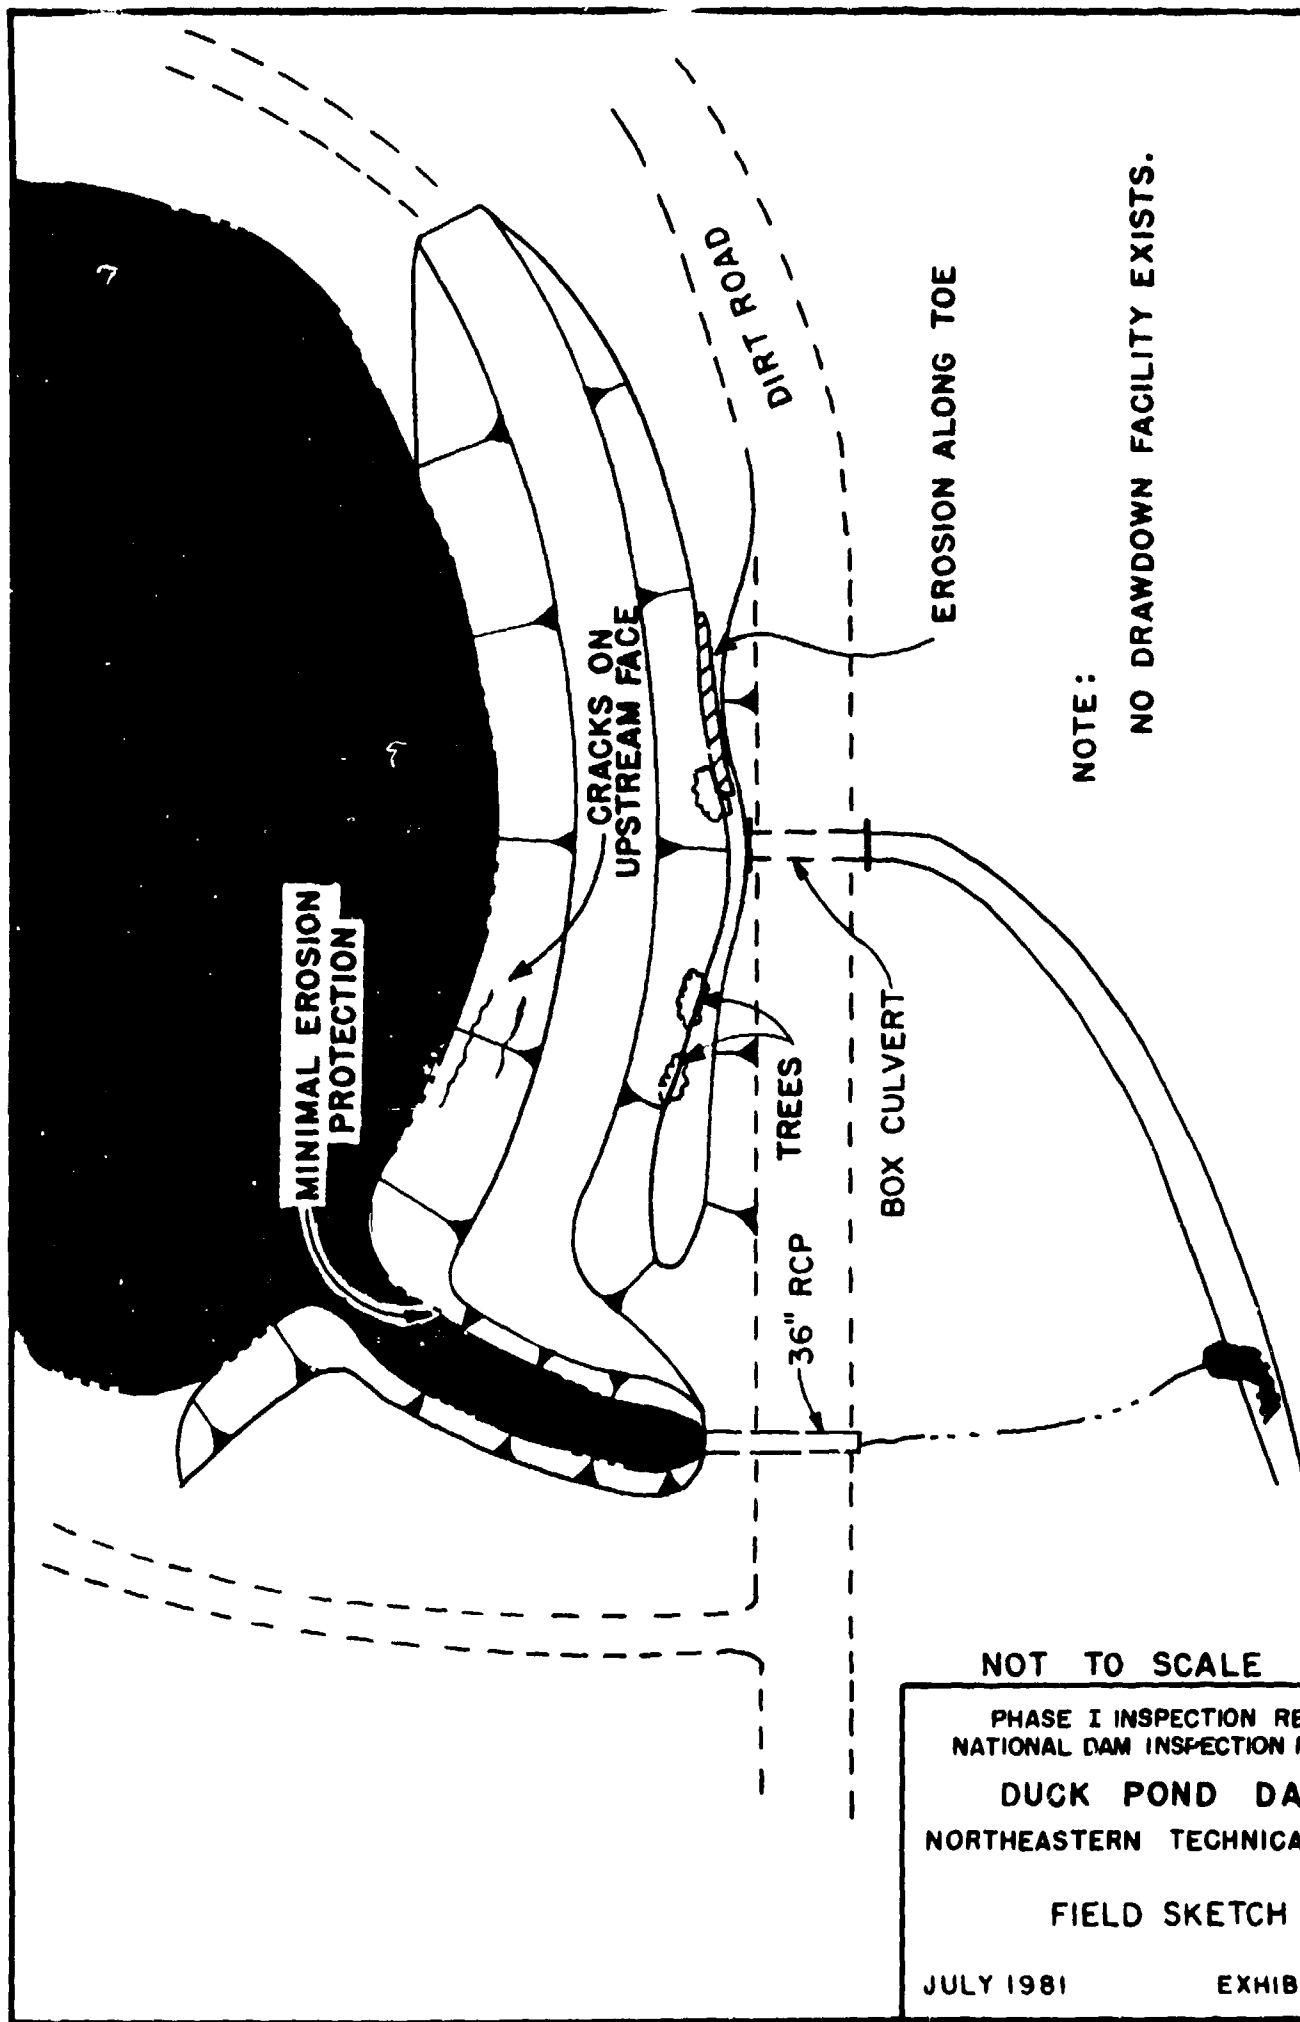 MINIMAL EROSION
PROTECTION
CRACKS ON
UPSTREAM FACE
DIRT ROAD
EROSION ALONG TOE
TREES
BOX CULVERT
36" RCP
NOTE:
NO DRAWDOWN FACILITY EXISTS.
NOT TO SCALE
PHASE I INSPECTION RE
NATIONAL DAM INSPECTION
DUCK POND DA
NORTHEASTERN TECHNICA
FIELD SKETCH
JULY 1981 EXHIB